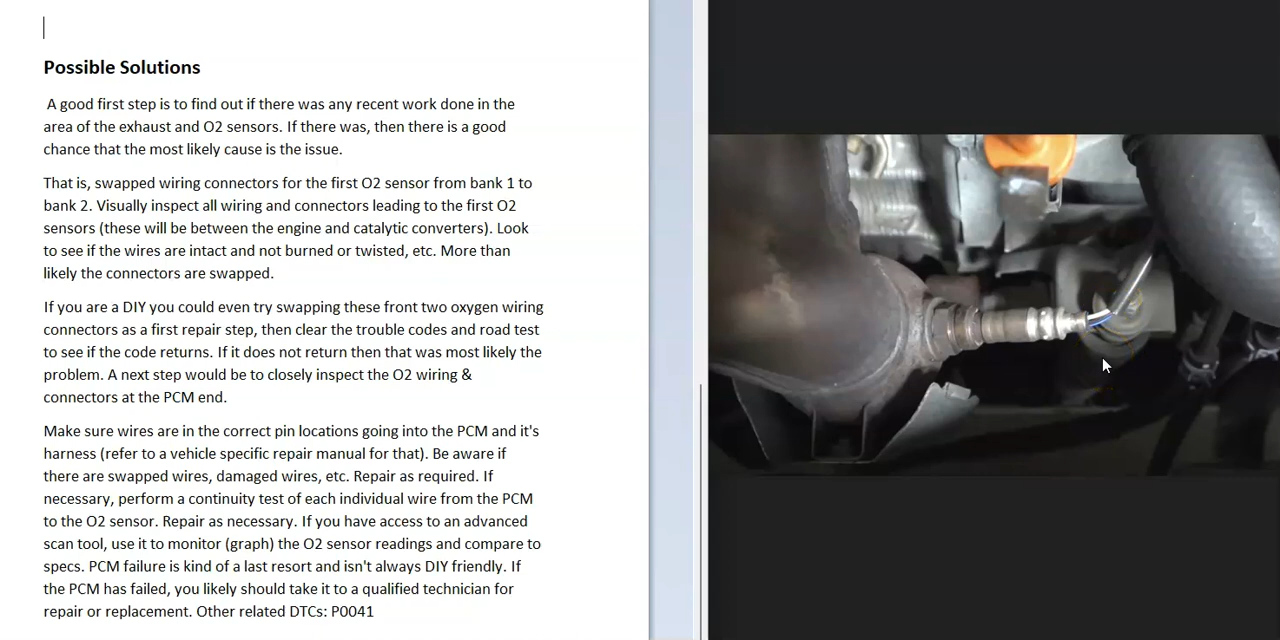 Possible Solutions
A good first step is to find out if there was any recent work done in the
area of the exhaust and O2 sensors. If there was, then there is a good
chance that the most likely cause is the issue.
That is, swapped wiring connectors for the first O2 sensor from bank 1 to
bank 2. Visually inspect all wiring and connectors leading to the first O2
sensors (these will be between the engine and catalytic converters). Look
to see if the wires are intact and not burned or twisted, etc. More than
likely the connectors are swapped.
If you are a DIY you could even try swapping these front two oxygen wiring
connectors as a first repair step, then clear the trouble codes and road test
to see if the code returns. If it does not return then that was most likely the
problem. A next step would be to closely inspect the O2 wiring &
connectors at the PCM end.
Make sure wires are in the correct pin locations going into the PCM and it's
harness (refer to a vehicle specific repair manual for that). Be aware if
there are swapped wires, damaged wires, etc. Repair as required. If
necessary, perform a continuity test of each individual wire from the PCM
to the O2 sensor. Repair as necessary. If you have access to an advanced
scan tool, use it to monitor (graph) the O2 sensor readings and compare to
specs. PCM failure is kind of a last resort and isn't always DIY friendly. If
the PCM has failed, you likely should take it to a qualified technician for
repair or replacement. Other related DTCs: P0041